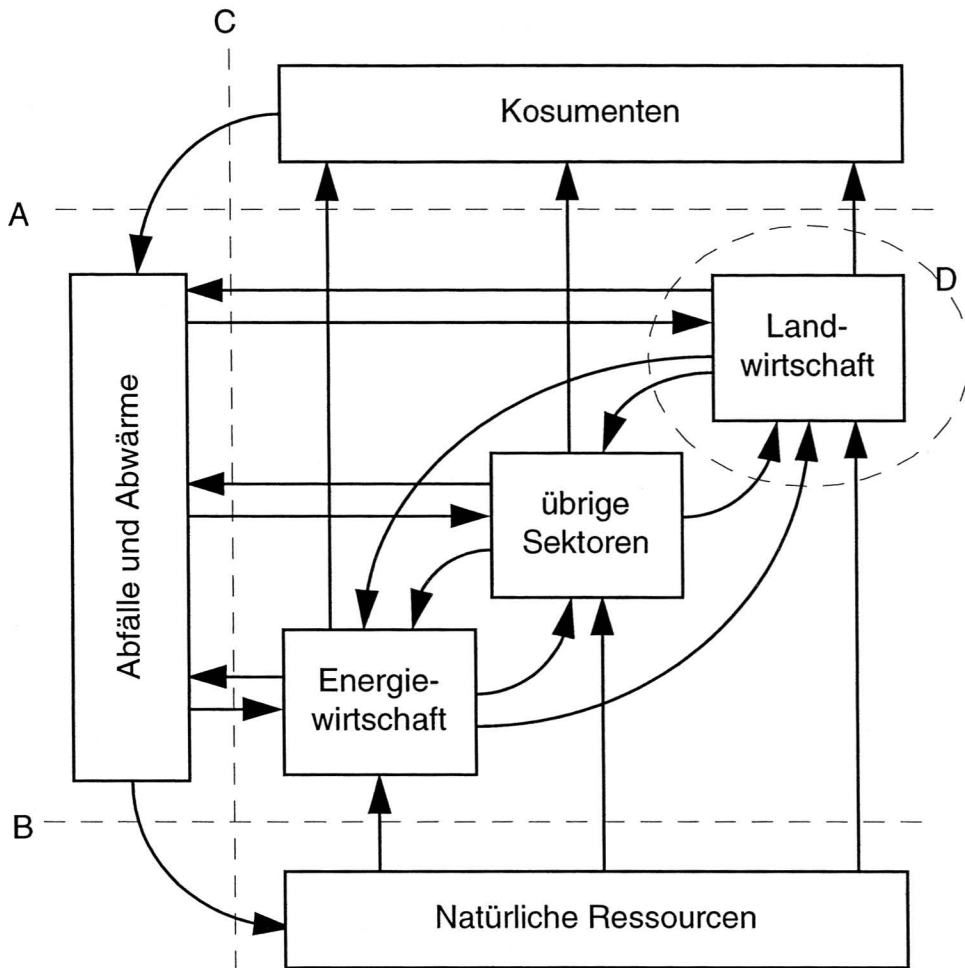 C
Kosumenten
A
D
Land-
wirtschaft
Abfälle und Abwärme
übrige
Sektoren
Energie-
wirtschaft
B
Natürliche Ressourcen